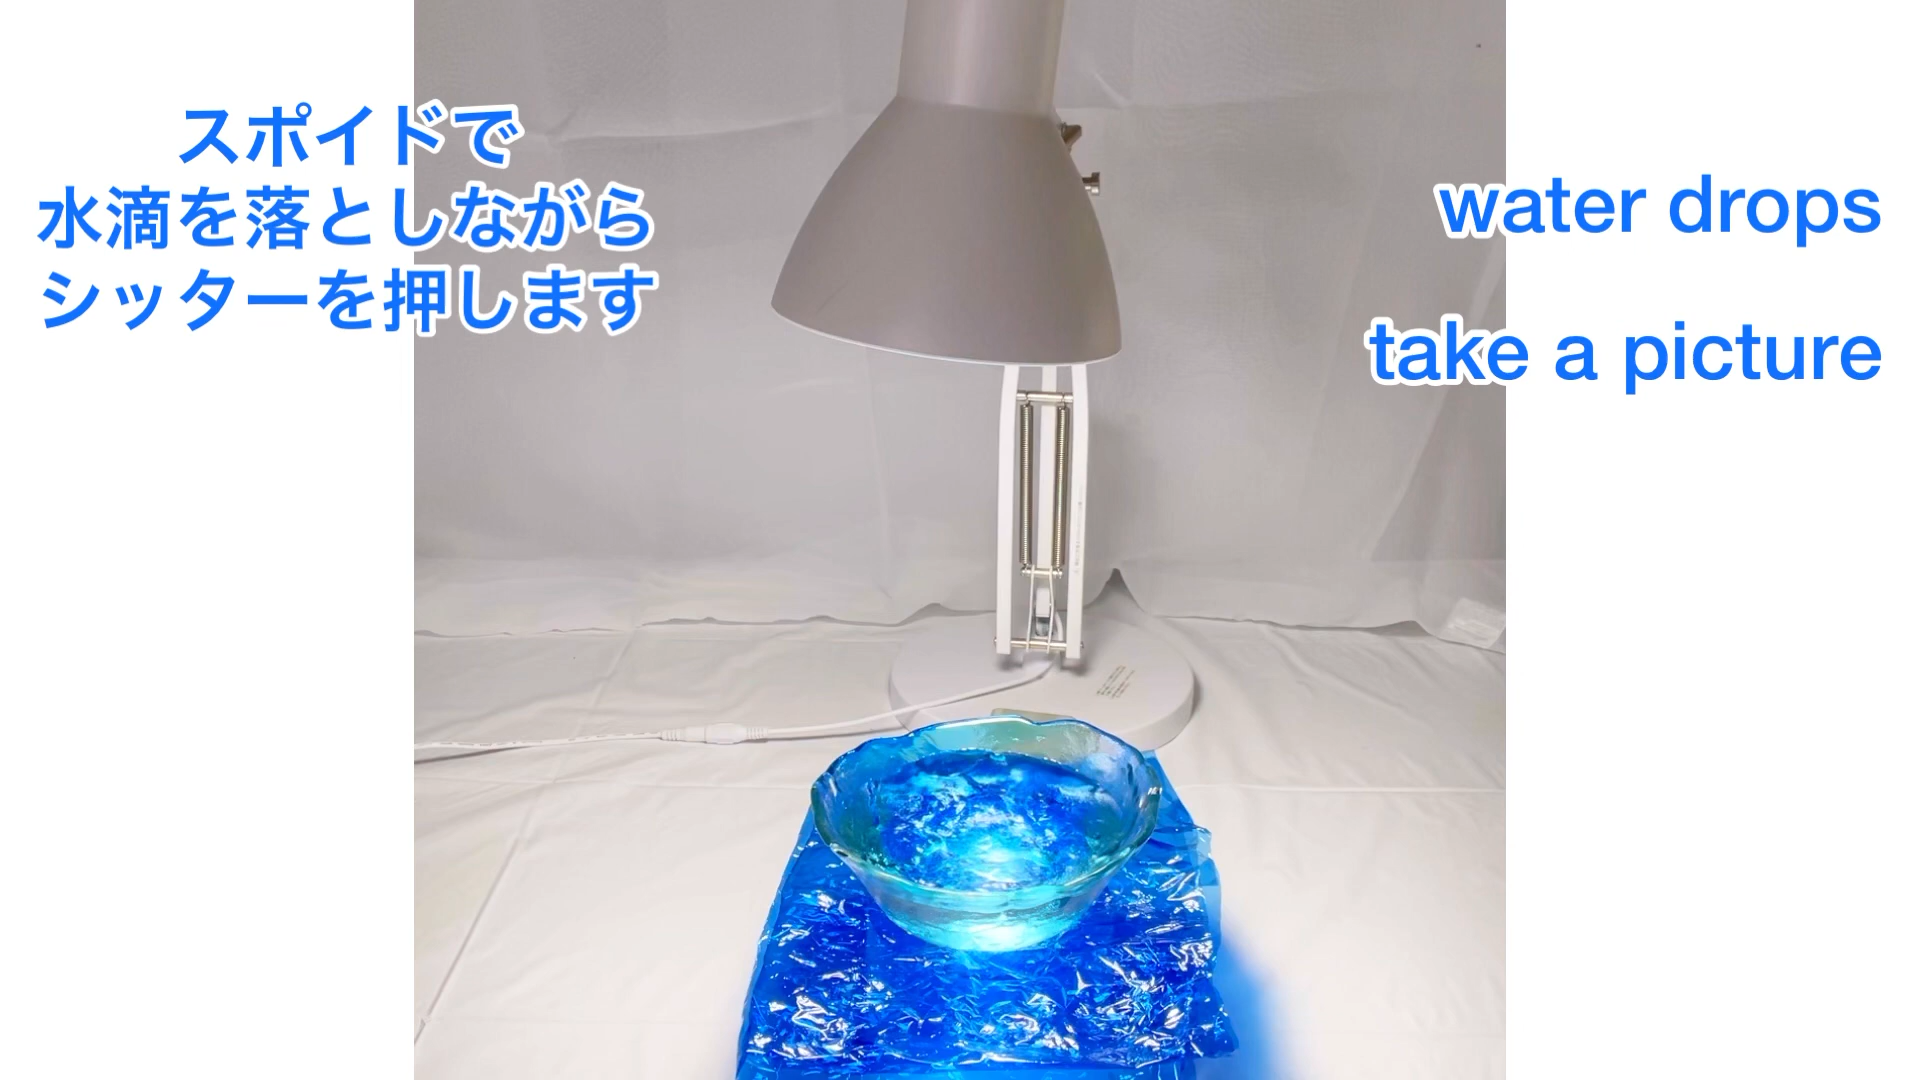 スポイドで
水滴を落としながら
シッターを押します
water drops
take a picture